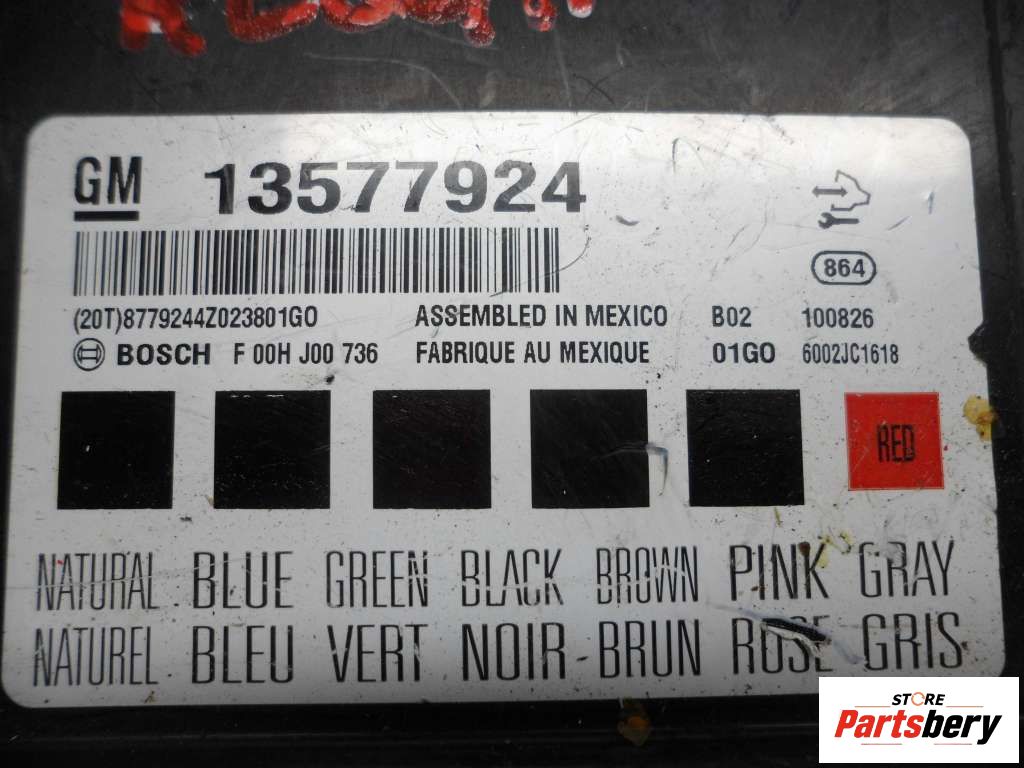 GM 13577924
864
(20T)8779244Z023801GO ASSEMBLED IN MEXICO B02 100826
BOSCH F 00H J00 736 FABRIQUE AU MEXIQUE 01GO 6002JC1618
RED
NATURAL BLUE GREEN BLACK BROWN PINK GRAY
NATUREL BLEU VERT NOIR BRUN ROSE GRIS
STORE
Partsbery